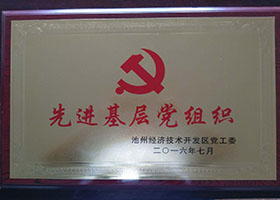 先进基层党组织
池州经济技术开发区党工委
二〇一六年七月